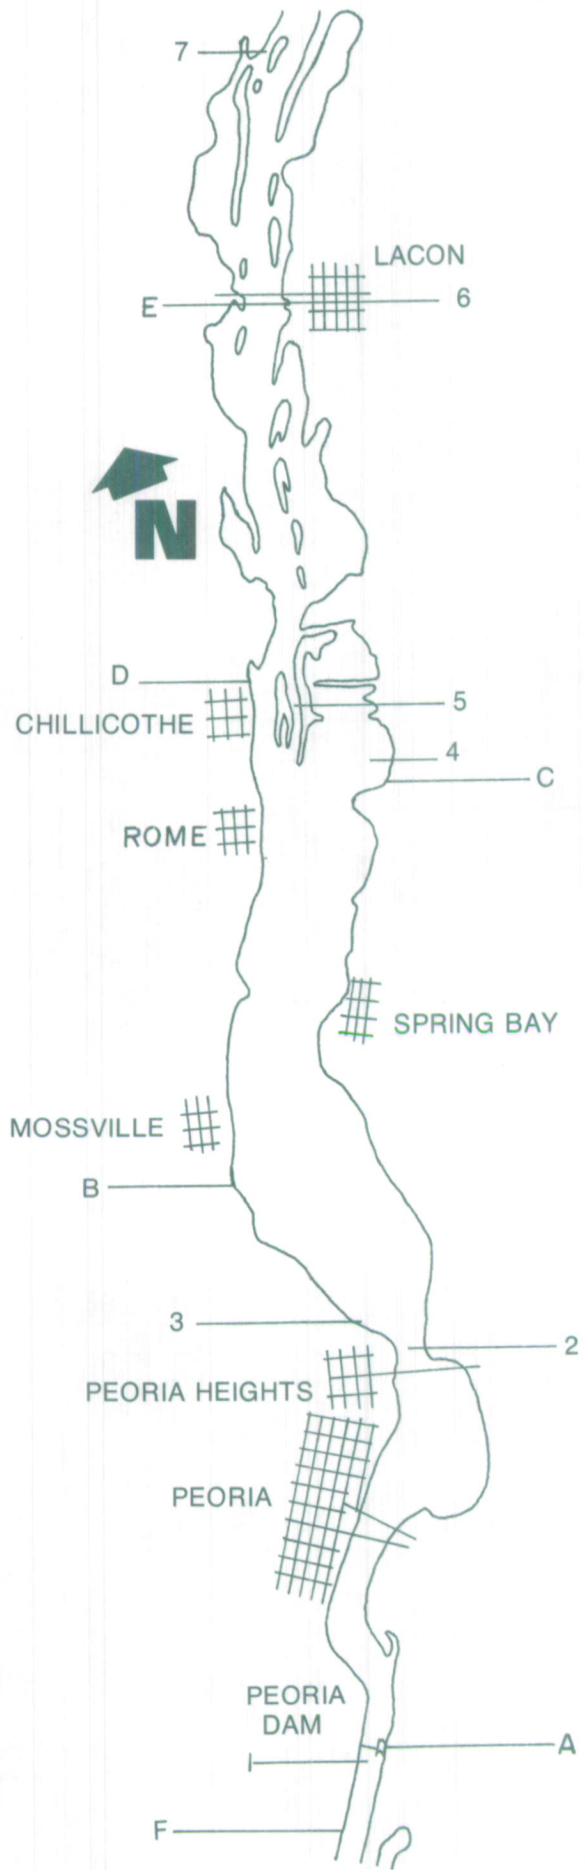 7
LACON
E
6
N
D
5
CHILLICOTHE
4
C
ROME
SPRING BAY
MOSSVILLE
B
3
2
PEORIA HEIGHTS
PEORIA
PEORIA
DAM
A
I
F